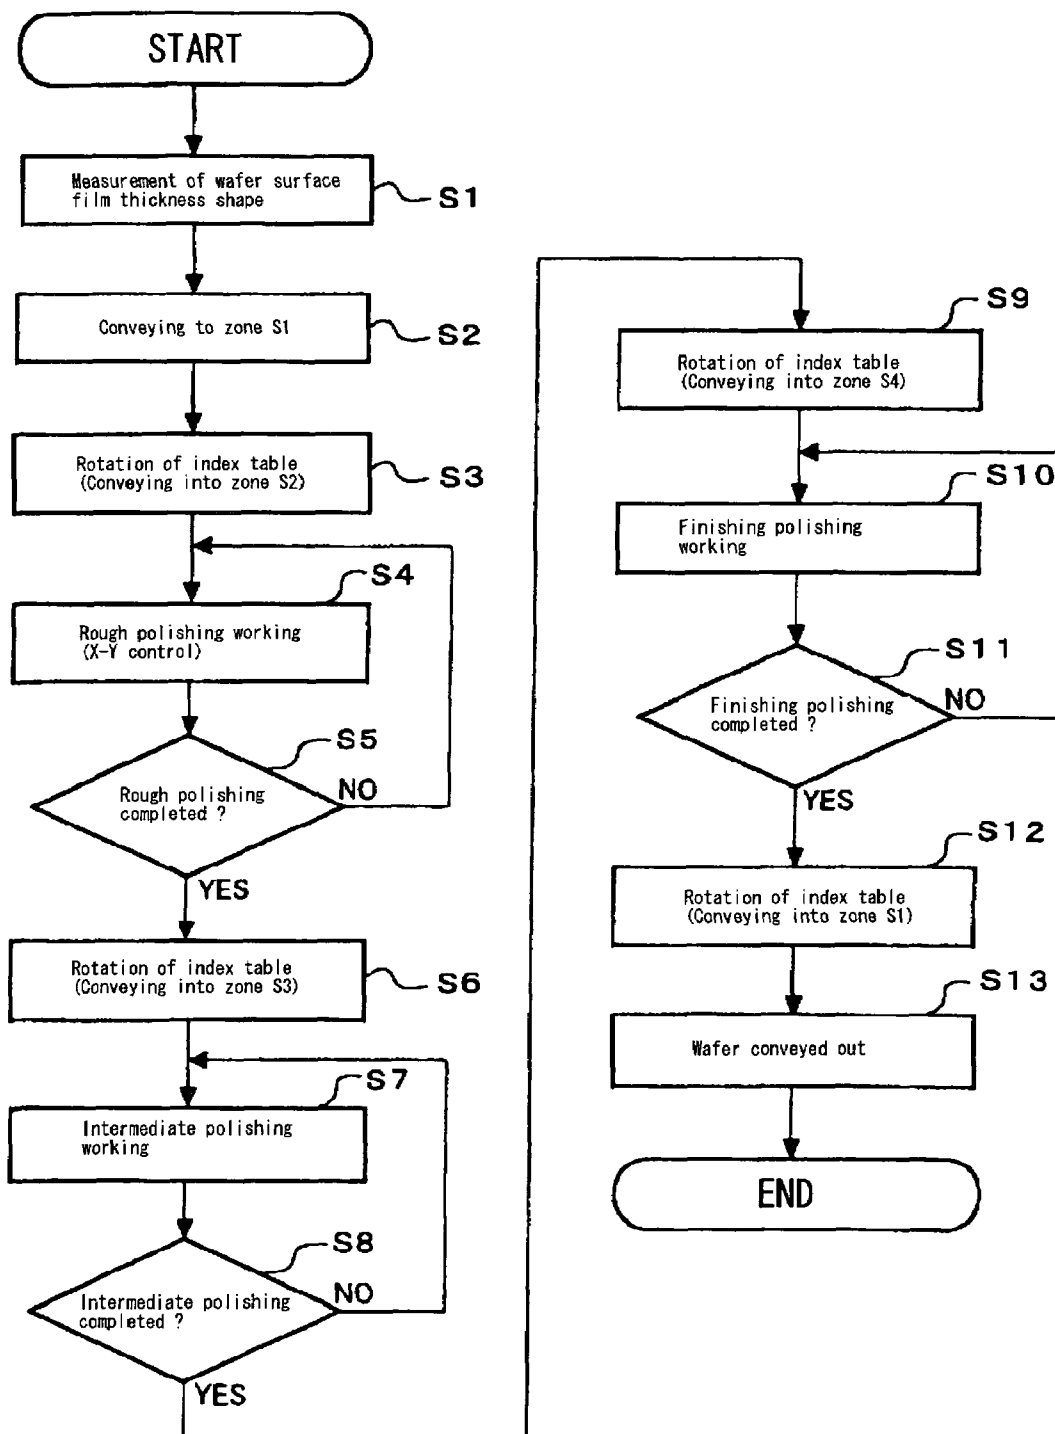 START
Measurement of wafer surface
film thickness shape
S1
Conveying to zone S1
S2
Rotation of index table
(Conveying into zone S2)
S3
S4
Rough polishing working
(X-Y control)
S5
Rough polishing
completed ?
NO
YES
Rotation of index table
(Conveying into zone S3)
S6
S7
Intermediate polishing
working
S8
Intermediate polishing
completed ?
NO
YES
S9
Rotation of index table
(Conveying into zone S4)
S10
Finishing polishing
working
S11
Finishing polishing
completed ?
NO
YES
S12
Rotation of index table
(Conveying into zone S1)
S13
Wafer conveyed out
END